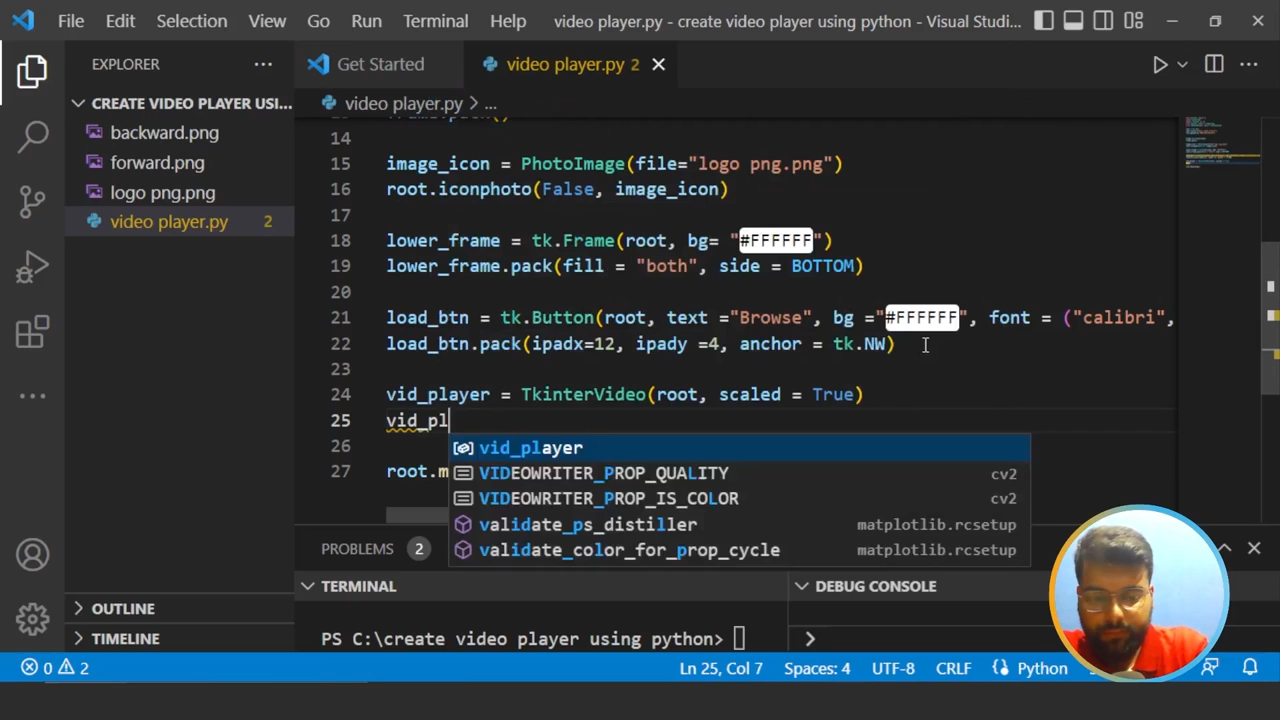 File Edit Selection View Go Run Terminal Help video player.py - create video player using python - Visual Studi...
EXPLORER
Get Started
video player.py 2
CREATE VIDEO PLAYER USI...
backward.png
forward.png
logo png.png
video player.py 2
video player.py > ...
14
15 image_icon = PhotoImage(file="logo png.png")
16 root.iconphoto(False, image_icon)
17
18 lower_frame = tk.Frame(root, bg= "#FFFFFF")
19 lower_frame.pack(fill = "both", side = BOTTOM)
20
21 load_btn = tk.Button(root, text ="Browse", bg ="#FFFFFF", font = ("calibri",
22 load_btn.pack(ipadx=12, ipady =4, anchor = tk.NW)
23
24 vid_player = TkinterVideo(root, scaled = True)
25 vid_pl
26
27 root.m
vid_player
VIDEOWRITER_PROP_QUALITY cv2
VIDEOWRITER_PROP_IS_COLOR cv2
validate_ps_distiller matplotlib.rcsetup
validate_color_for_prop_cycle matplotlib.rcsetup
PROBLEMS 2
TERMINAL
DEBUG CONSOLE
PS C:\create video player using python>
>
OUTLINE
TIMELINE
0 2 Ln 25, Col 7 Spaces: 4 UTF-8 CRLF Python